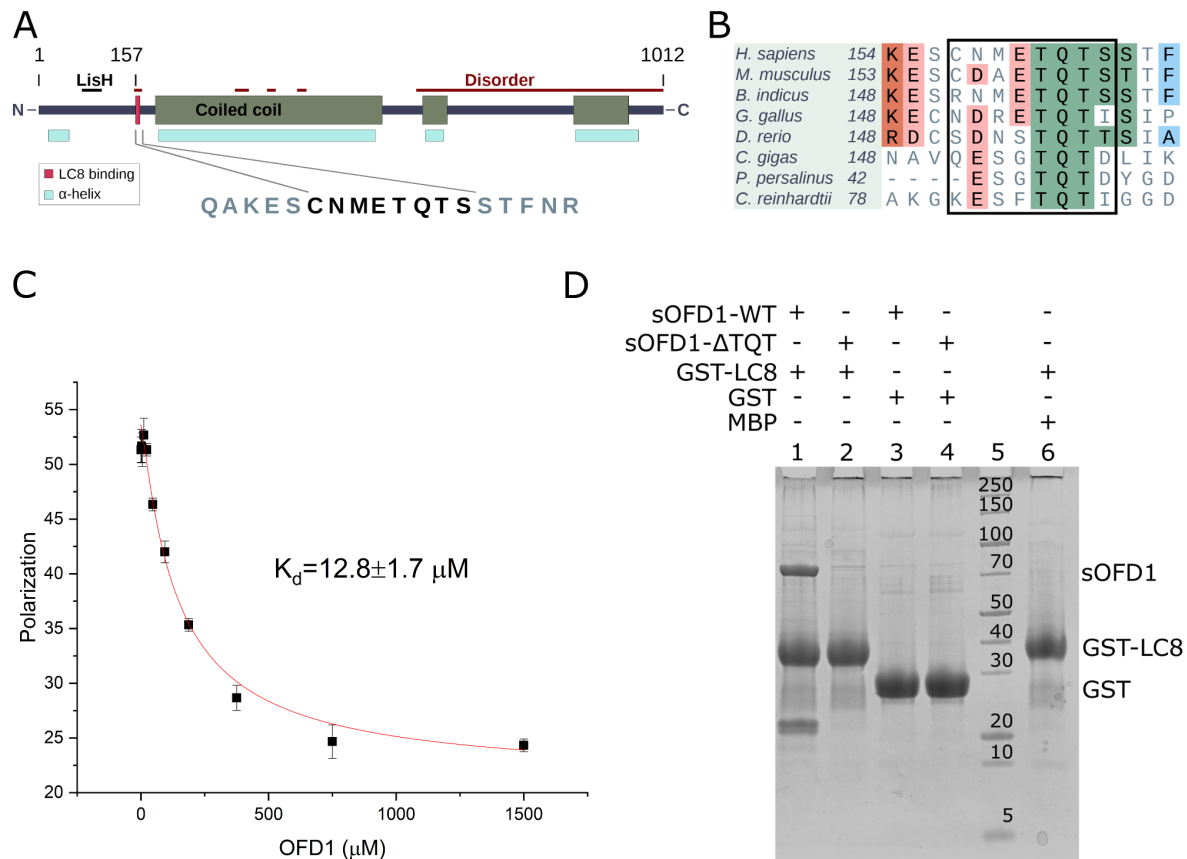 A
1 157 1012
LisH Disorder
N Coiled coil C
LC8 binding
α-helix
QAKESCNMETQTSSTFNR
B
H. sapiens 154 K E S C N M E T Q T S S T F
M. musculus 153 K E S C D A E T Q T S T T F
B. indicus 148 K E S R N M E T Q T S S T F
G. gallus 148 K E C N D R E T Q T I S I P
D. rerio 148 R D C S D N S T Q T T S I A
C. gigas 148 N A V Q E S G T Q T D L I K
P. persalinus 42 - - - - E S G T Q T D Y G D
C. reinhardtii 78 A K G K E S F T Q T I G G D
C
Polarization
55
50
45
40
35
30
25
20
Kd=12.8±1.7 μM
0 500 1000 1500
OFD1 (μM)
D
sOFD1-WT + - + - -
sOFD1-ΔTQT - + - + -
GST-LC8 + + - - +
GST - - + + -
MBP - - - - +
1 2 3 4 5 6
250
150
100
70
50
40
30
20
10
5
sOFD1
GST-LC8
GST